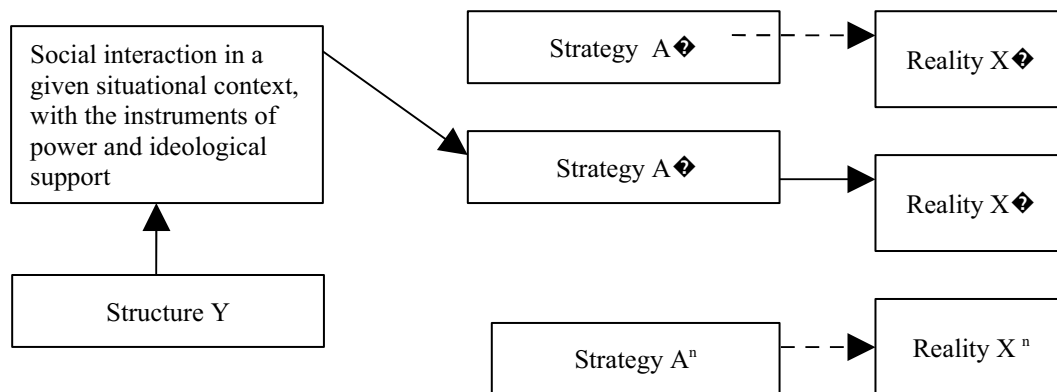 Social interaction in a
given situational context,
with the instruments of
power and ideological
support
Structure Y
Strategy A�
Reality X�
Strategy A�
Reality X�
Strategy Aⁿ
Reality X ⁿ